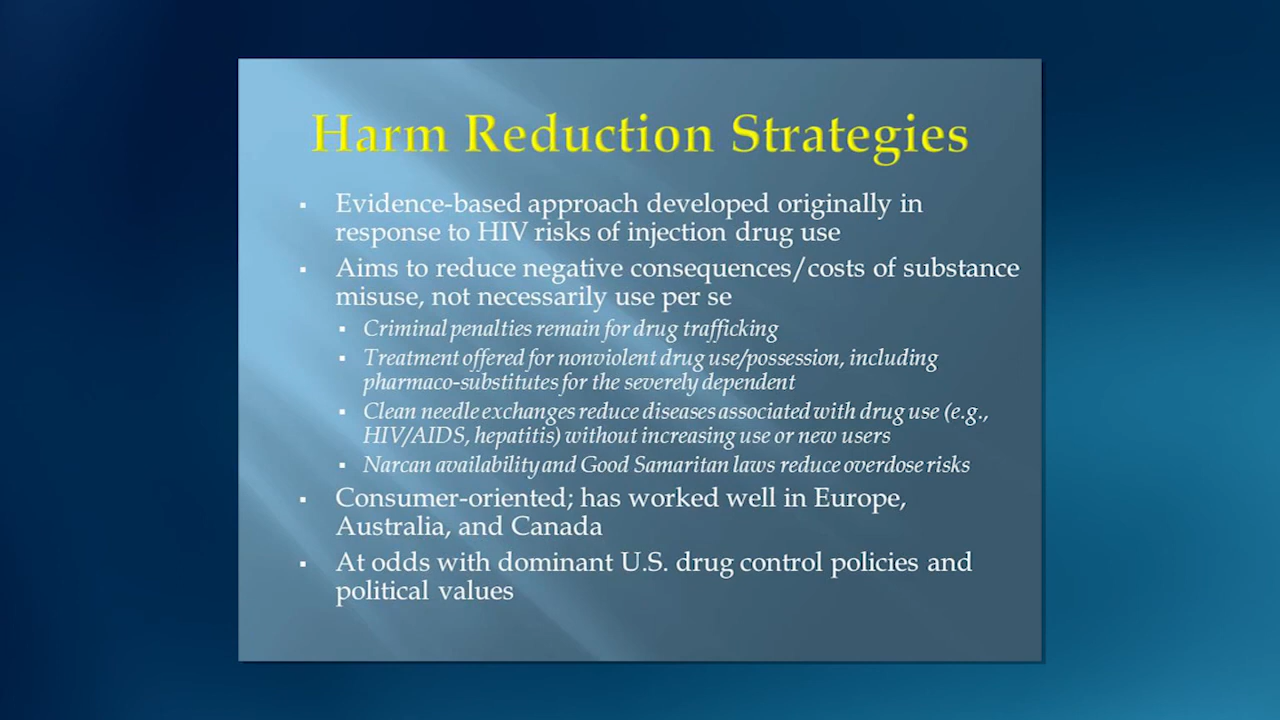 Harm Reduction Strategies
▪ Evidence-based approach developed originally in
response to HIV risks of injection drug use
▪ Aims to reduce negative consequences/costs of substance
misuse, not necessarily use per se
▪ Criminal penalties remain for drug trafficking
▪ Treatment offered for nonviolent drug use/possession, including
pharmaco-substitutes for the severely dependent
▪ Clean needle exchanges reduce diseases associated with drug use (e.g.,
HIV/AIDS, hepatitis) without increasing use or new users
▪ Narcan availability and Good Samaritan laws reduce overdose risks
▪ Consumer-oriented; has worked well in Europe,
Australia, and Canada
▪ At odds with dominant U.S. drug control policies and
political values